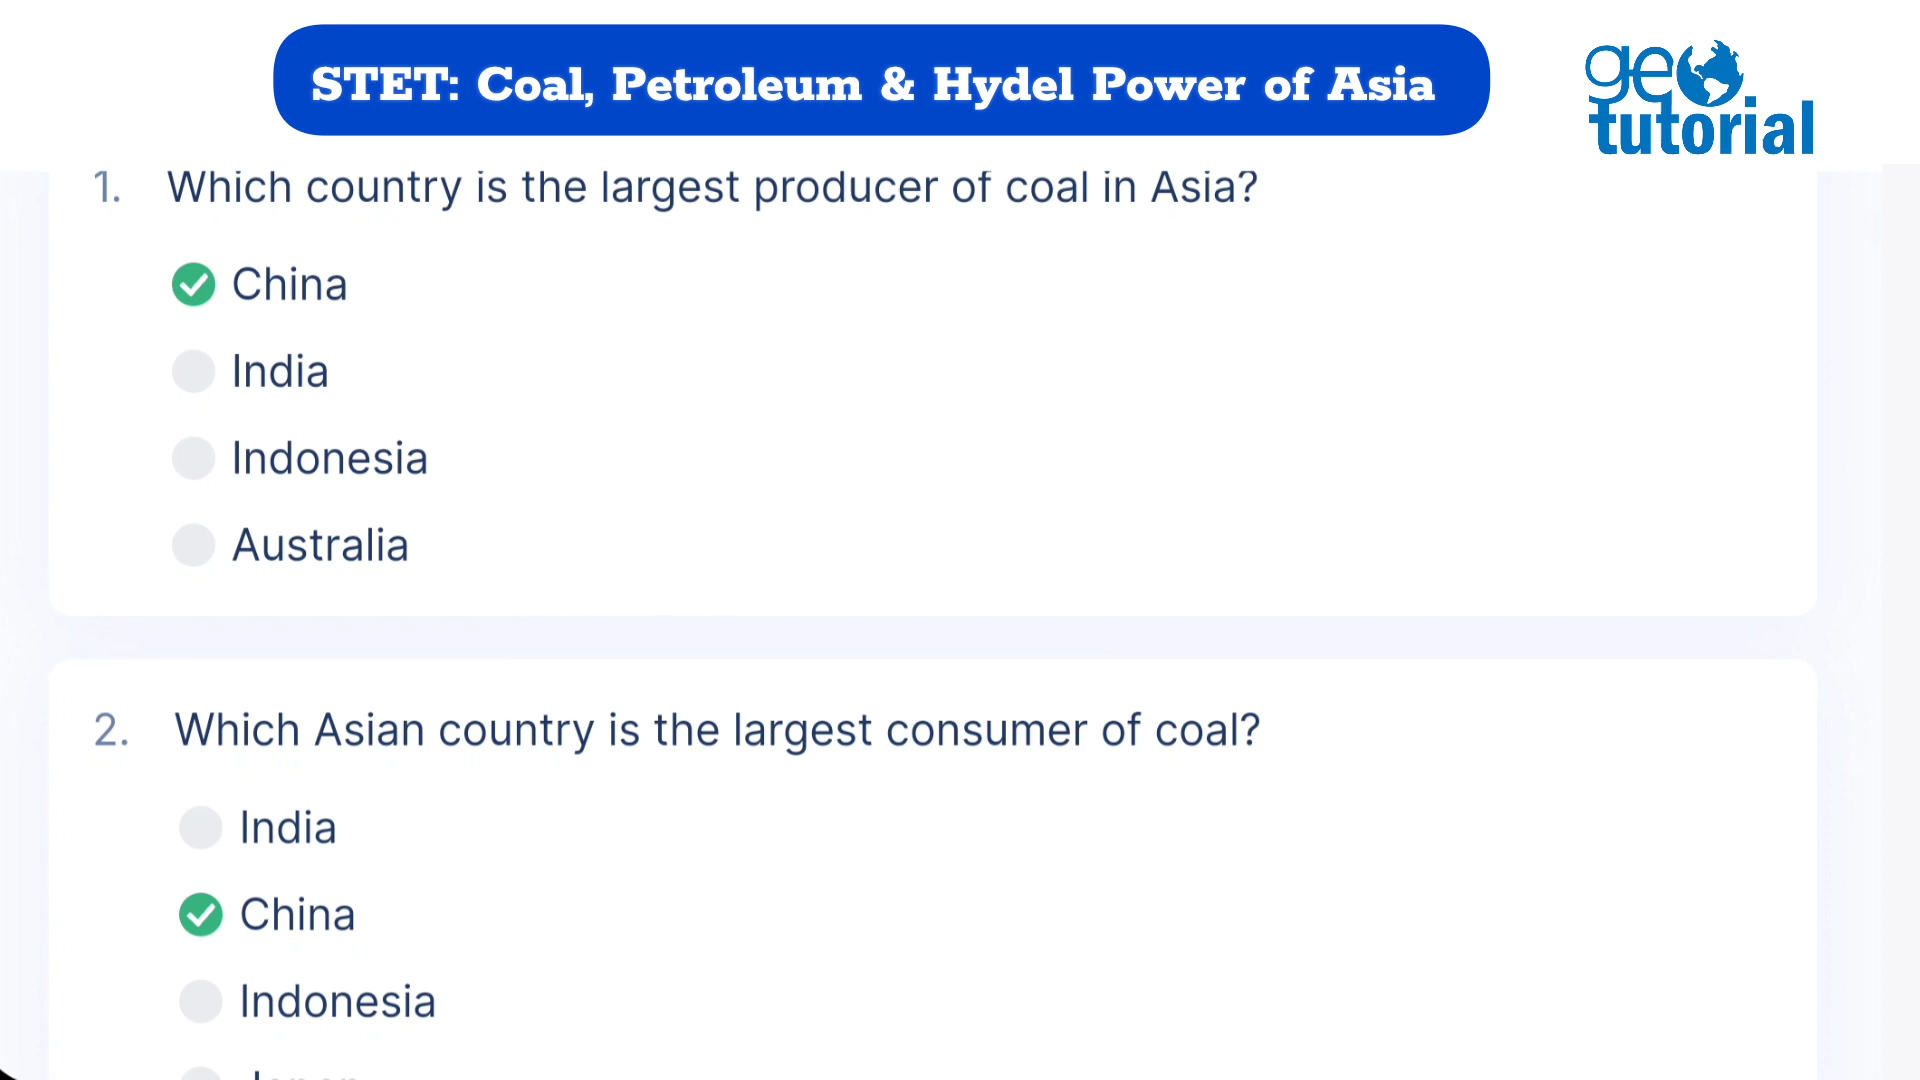 STET: Coal, Petroleum & Hydel Power of Asia
geo
tutorial
1. Which country is the largest producer of coal in Asia?
China
India
Indonesia
Australia
2. Which Asian country is the largest consumer of coal?
India
China
Indonesia